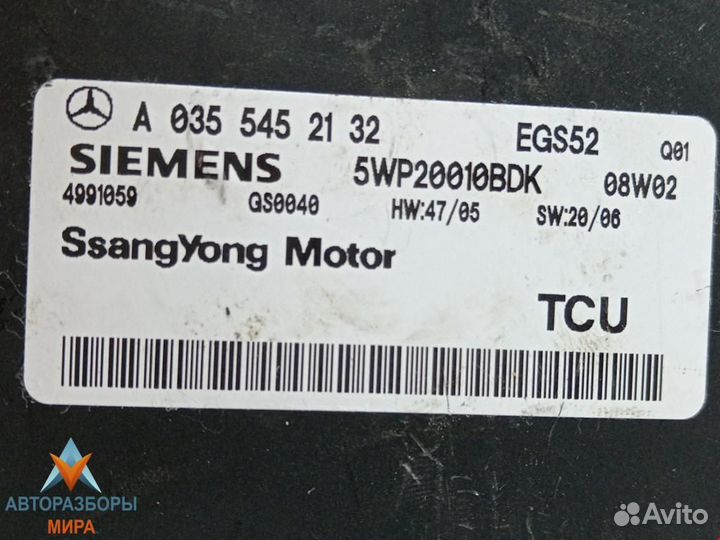 A 035 545 21 32 EGS52 Q01
SIEMENS 5WP20010BDK 08W02
4991059 GS0040 HW:47/05 SW:20/06
SsangYong Motor
TCU
АВТОРАЗБОРЫ
МИРА
Avito